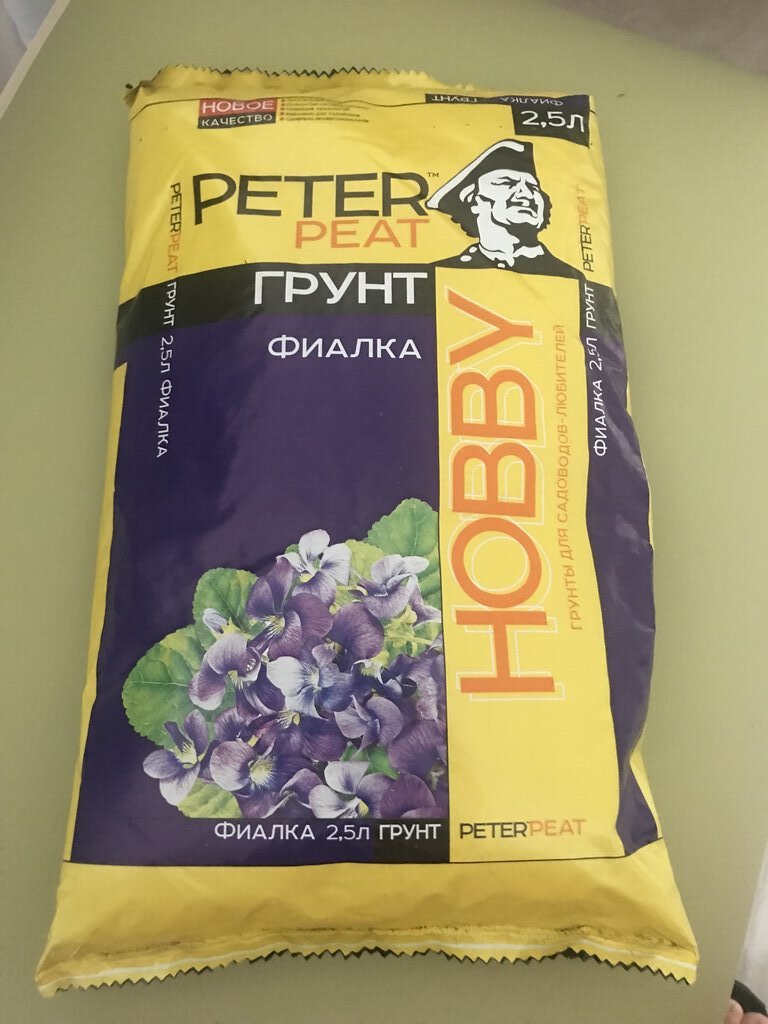 НОВОЕ
КАЧЕСТВО
ФИАЛКА ГРУНТ
2,5Л
PETER™
PEAT
ГРУНТ
ФИАЛКА
HOBBY
ГРУНТЫ ДЛЯ САДОВОДОВ-ЛЮБИТЕЛЕЙ
PETERPEAT ГРУНТ 2,5Л ФИАЛКА
ФИАЛКА 2,5Л ГРУНТ PETERPEAT
ФИАЛКА 2,5Л ГРУНТ PETERPEAT